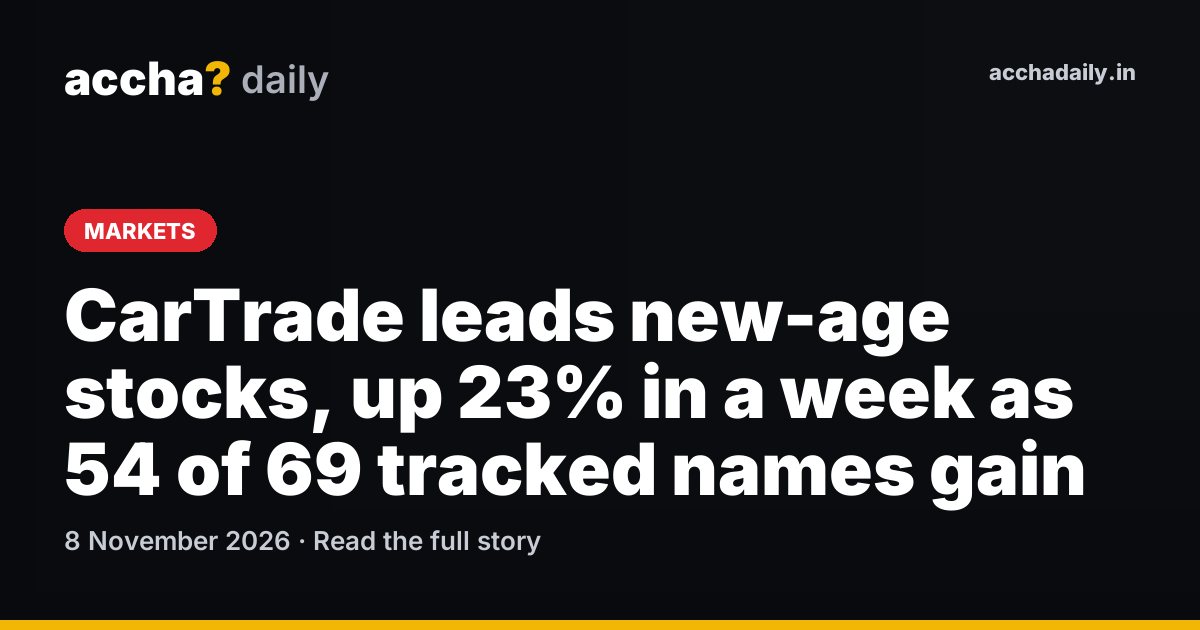 accha? daily
acchadaily.in
MARKETS
CarTrade leads new-age
stocks, up 23% in a week as
54 of 69 tracked names gain
8 November 2026 · Read the full story